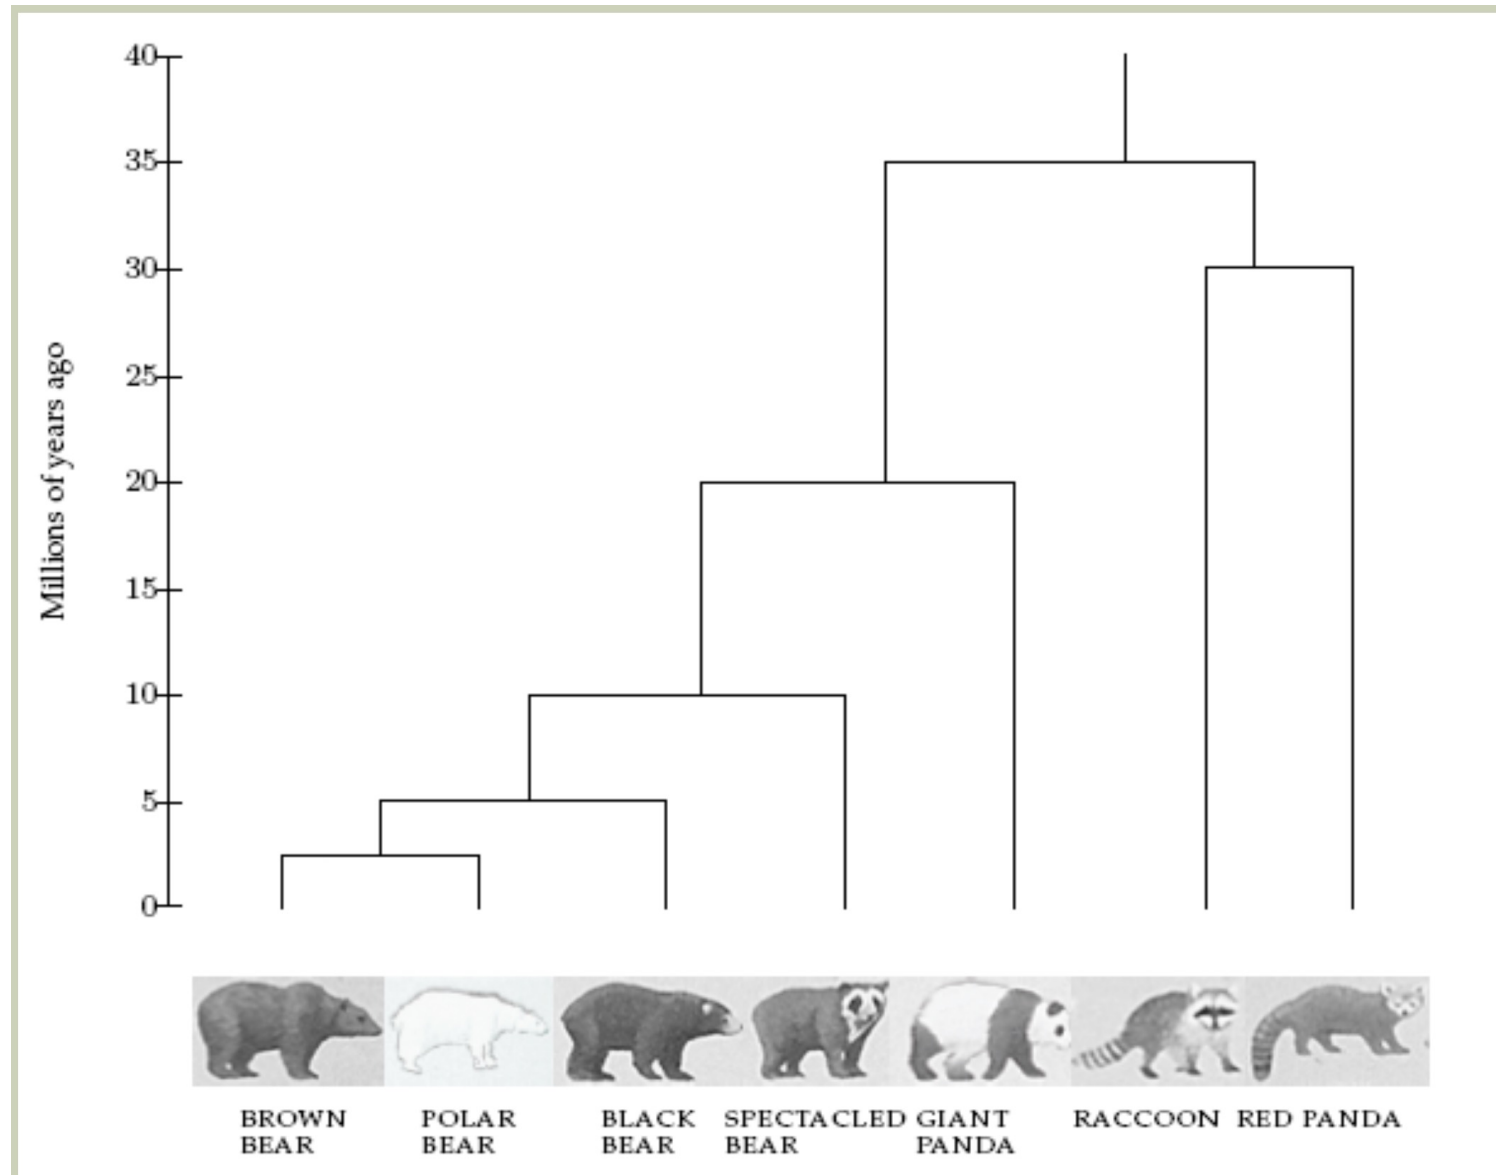 40
35
30
25
20
15
10
5
0
Millions of years ago
BROWN
BEAR
POLAR
BEAR
BLACK
BEAR
SPECTACLED
BEAR
GIANT
PANDA
RACCOON
RED PANDA